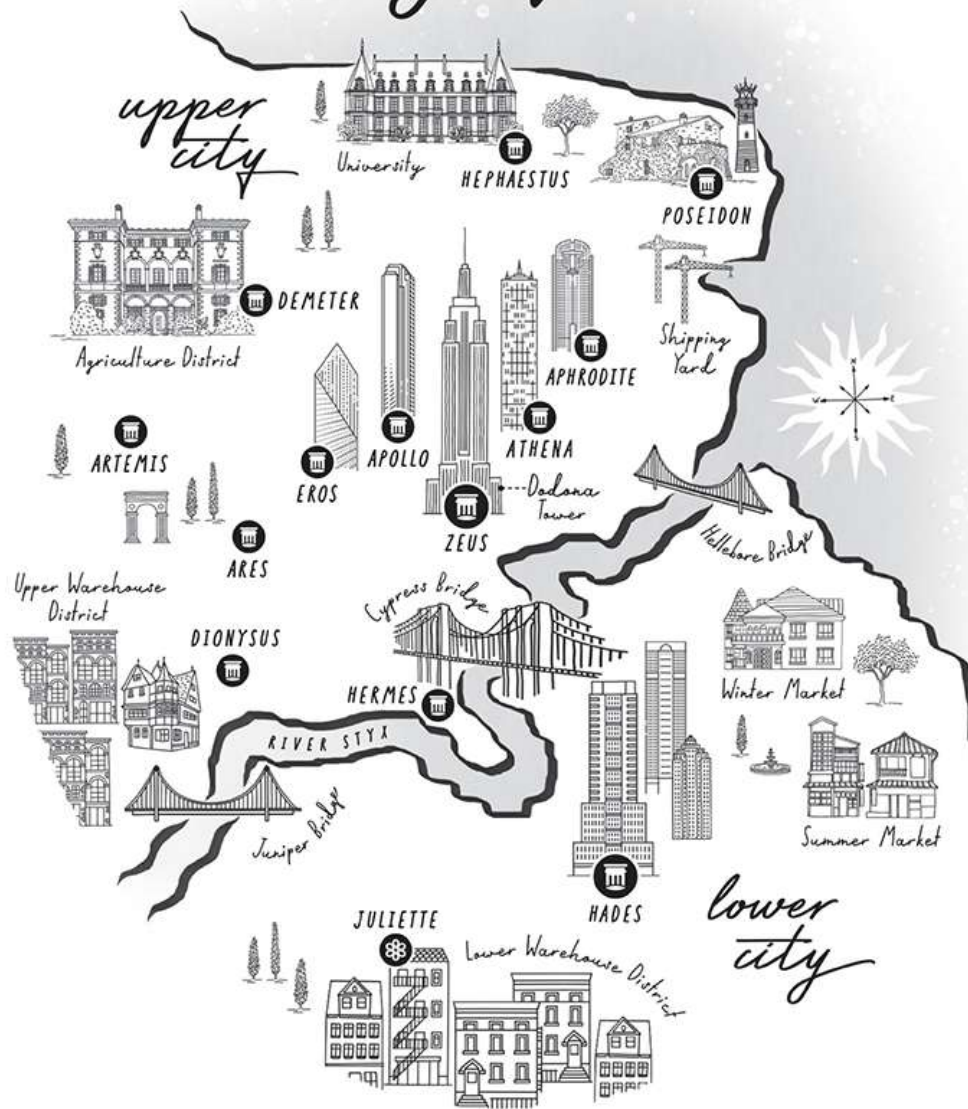 upper
city
University
HEPHAESTUS
POSEIDON
DEMETER
Agriculture District
Shipping
Yard
APHRODITE
N
W
E
S
ARTEMIS
EROS
APOLLO
ATHENA
Dodona
Tower
ZEUS
Hellebore Bridge
ARES
Upper Warehouse
District
Cypress Bridge
DIONYSUS
HERMES
Winter Market
RIVER STYX
Juniper Bridge
Summer Market
HADES
lower
city
JULIETTE
Lower Warehouse District